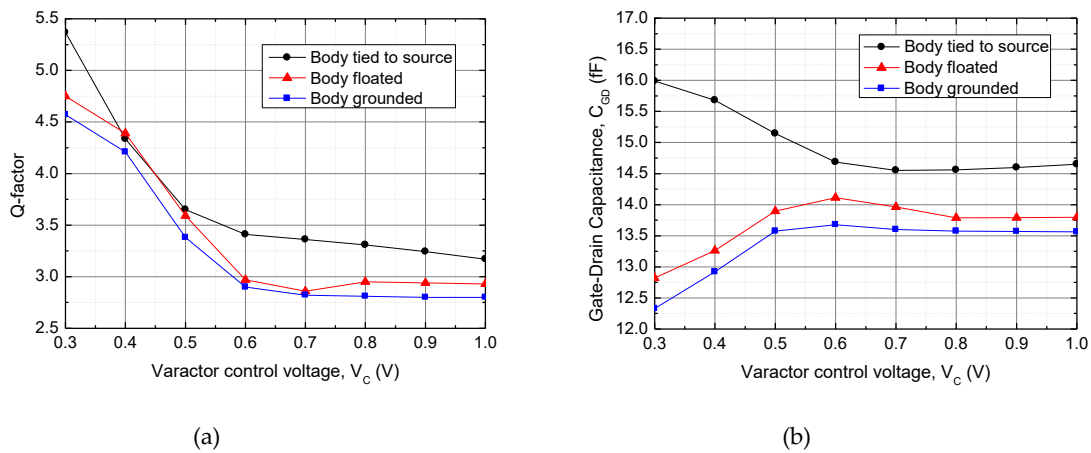 5.5
5.0
4.5
4.0
3.5
3.0
2.5
Q-factor
Body tied to source
Body floated
Body grounded
0.3 0.4 0.5 0.6 0.7 0.8 0.9 1.0
Varactor control voltage, V_C (V)
(a)
17.0
16.5
16.0
15.5
15.0
14.5
14.0
13.5
13.0
12.5
12.0
Gate-Drain Capacitance, C_GD (fF)
Body tied to source
Body floated
Body grounded
0.3 0.4 0.5 0.6 0.7 0.8 0.9 1.0
Varactor control voltage, V_C (V)
(b)